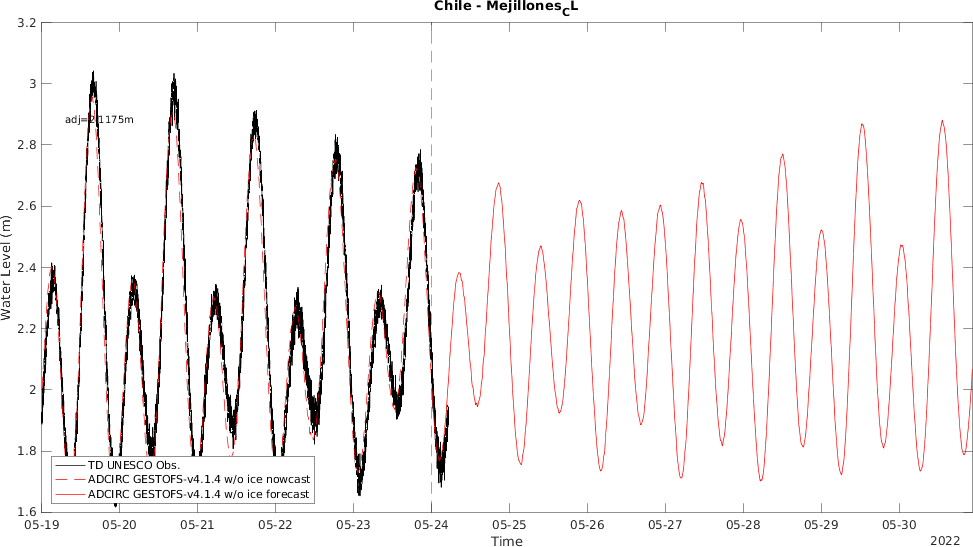 Chile - Mejillones_CL
3.2
3
2.8
2.6
2.4
2.2
2
1.8
1.6
Water Level (m)
adj=2.1175m
TD UNESCO Obs.
ADCIRC GESTOFS-v4.1.4 w/o ice nowcast
ADCIRC GESTOFS-v4.1.4 w/o ice forecast
05-19 05-20 05-21 05-22 05-23 05-24 05-25 05-26 05-27 05-28 05-29 05-30
Time
2022